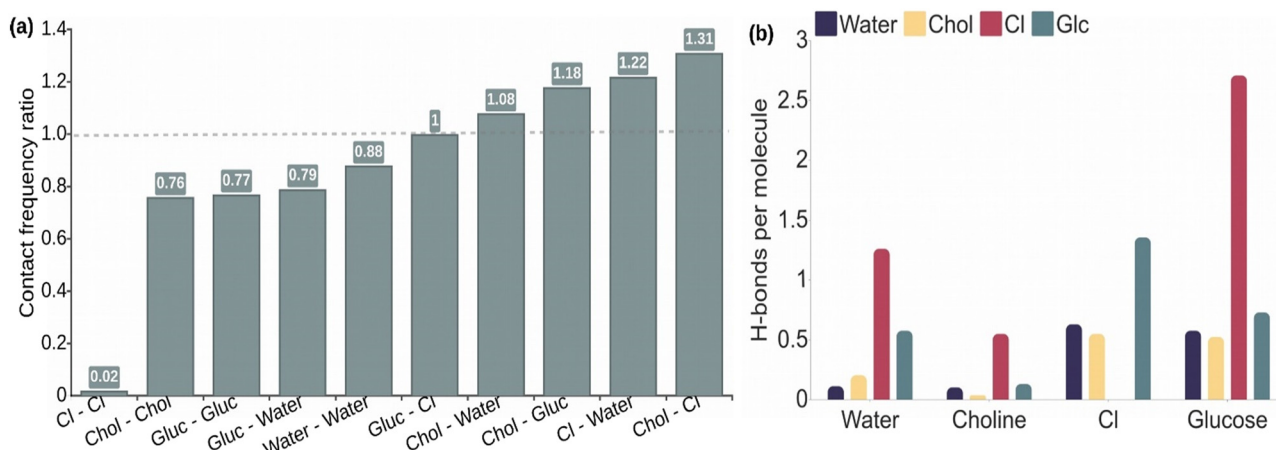 (a)
Contact frequency ratio
1.4
1.2
1.0
0.8
0.6
0.4
0.2
0
0.02
0.76
0.77
0.79
0.88
1
1.08
1.18
1.22
1.31
Cl - Cl
Chol - Chol
Gluc - Gluc
Gluc - Water
Water - Water
Gluc - Cl
Chol - Water
Chol - Gluc
Cl - Water
Chol - Cl
(b)
Water Chol Cl Glc
H-bonds per molecule
3
2.5
2
1.5
1
0.5
0
Water Choline Cl Glucose